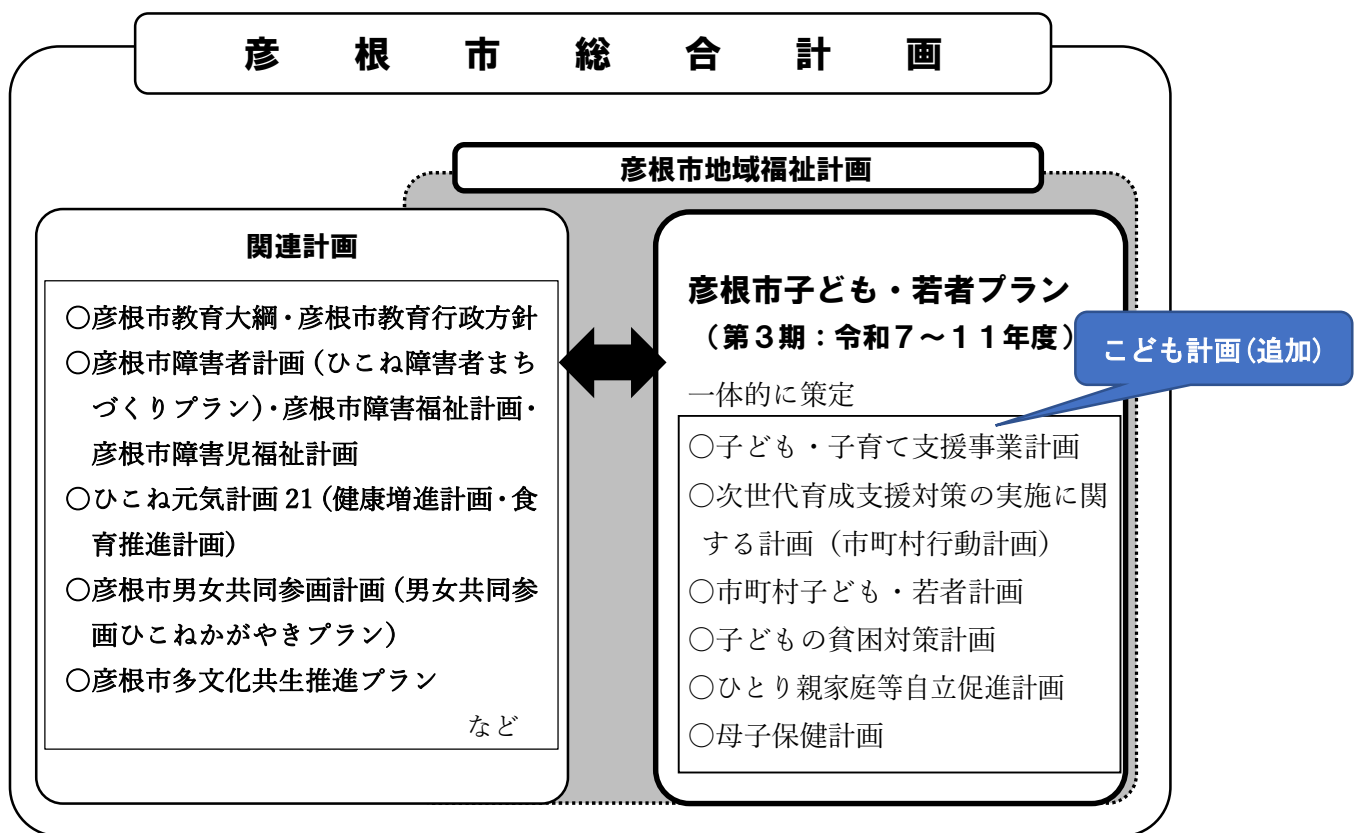 彦根市総合計画
彦根市地域福祉計画
関連計画
○彦根市教育大綱・彦根市教育行政方針
○彦根市障害者計画(ひこね障害者まち
づくりプラン)・彦根市障害福祉計画・
彦根市障害児福祉計画
○ひこね元気計画 21(健康増進計画・食
育推進計画)
○彦根市男女共同参画計画(男女共同参
画ひこねかがやきプラン)
○彦根市多文化共生推進プラン
など
彦根市子ども・若者プラン
(第3期:令和7~11年度)
こども計画(追加)
一体的に策定
○子ども・子育て支援事業計画
○次世代育成支援対策の実施に関
する計画(市町村行動計画)
○市町村子ども・若者計画
○子どもの貧困対策計画
○ひとり親家庭等自立促進計画
○母子保健計画